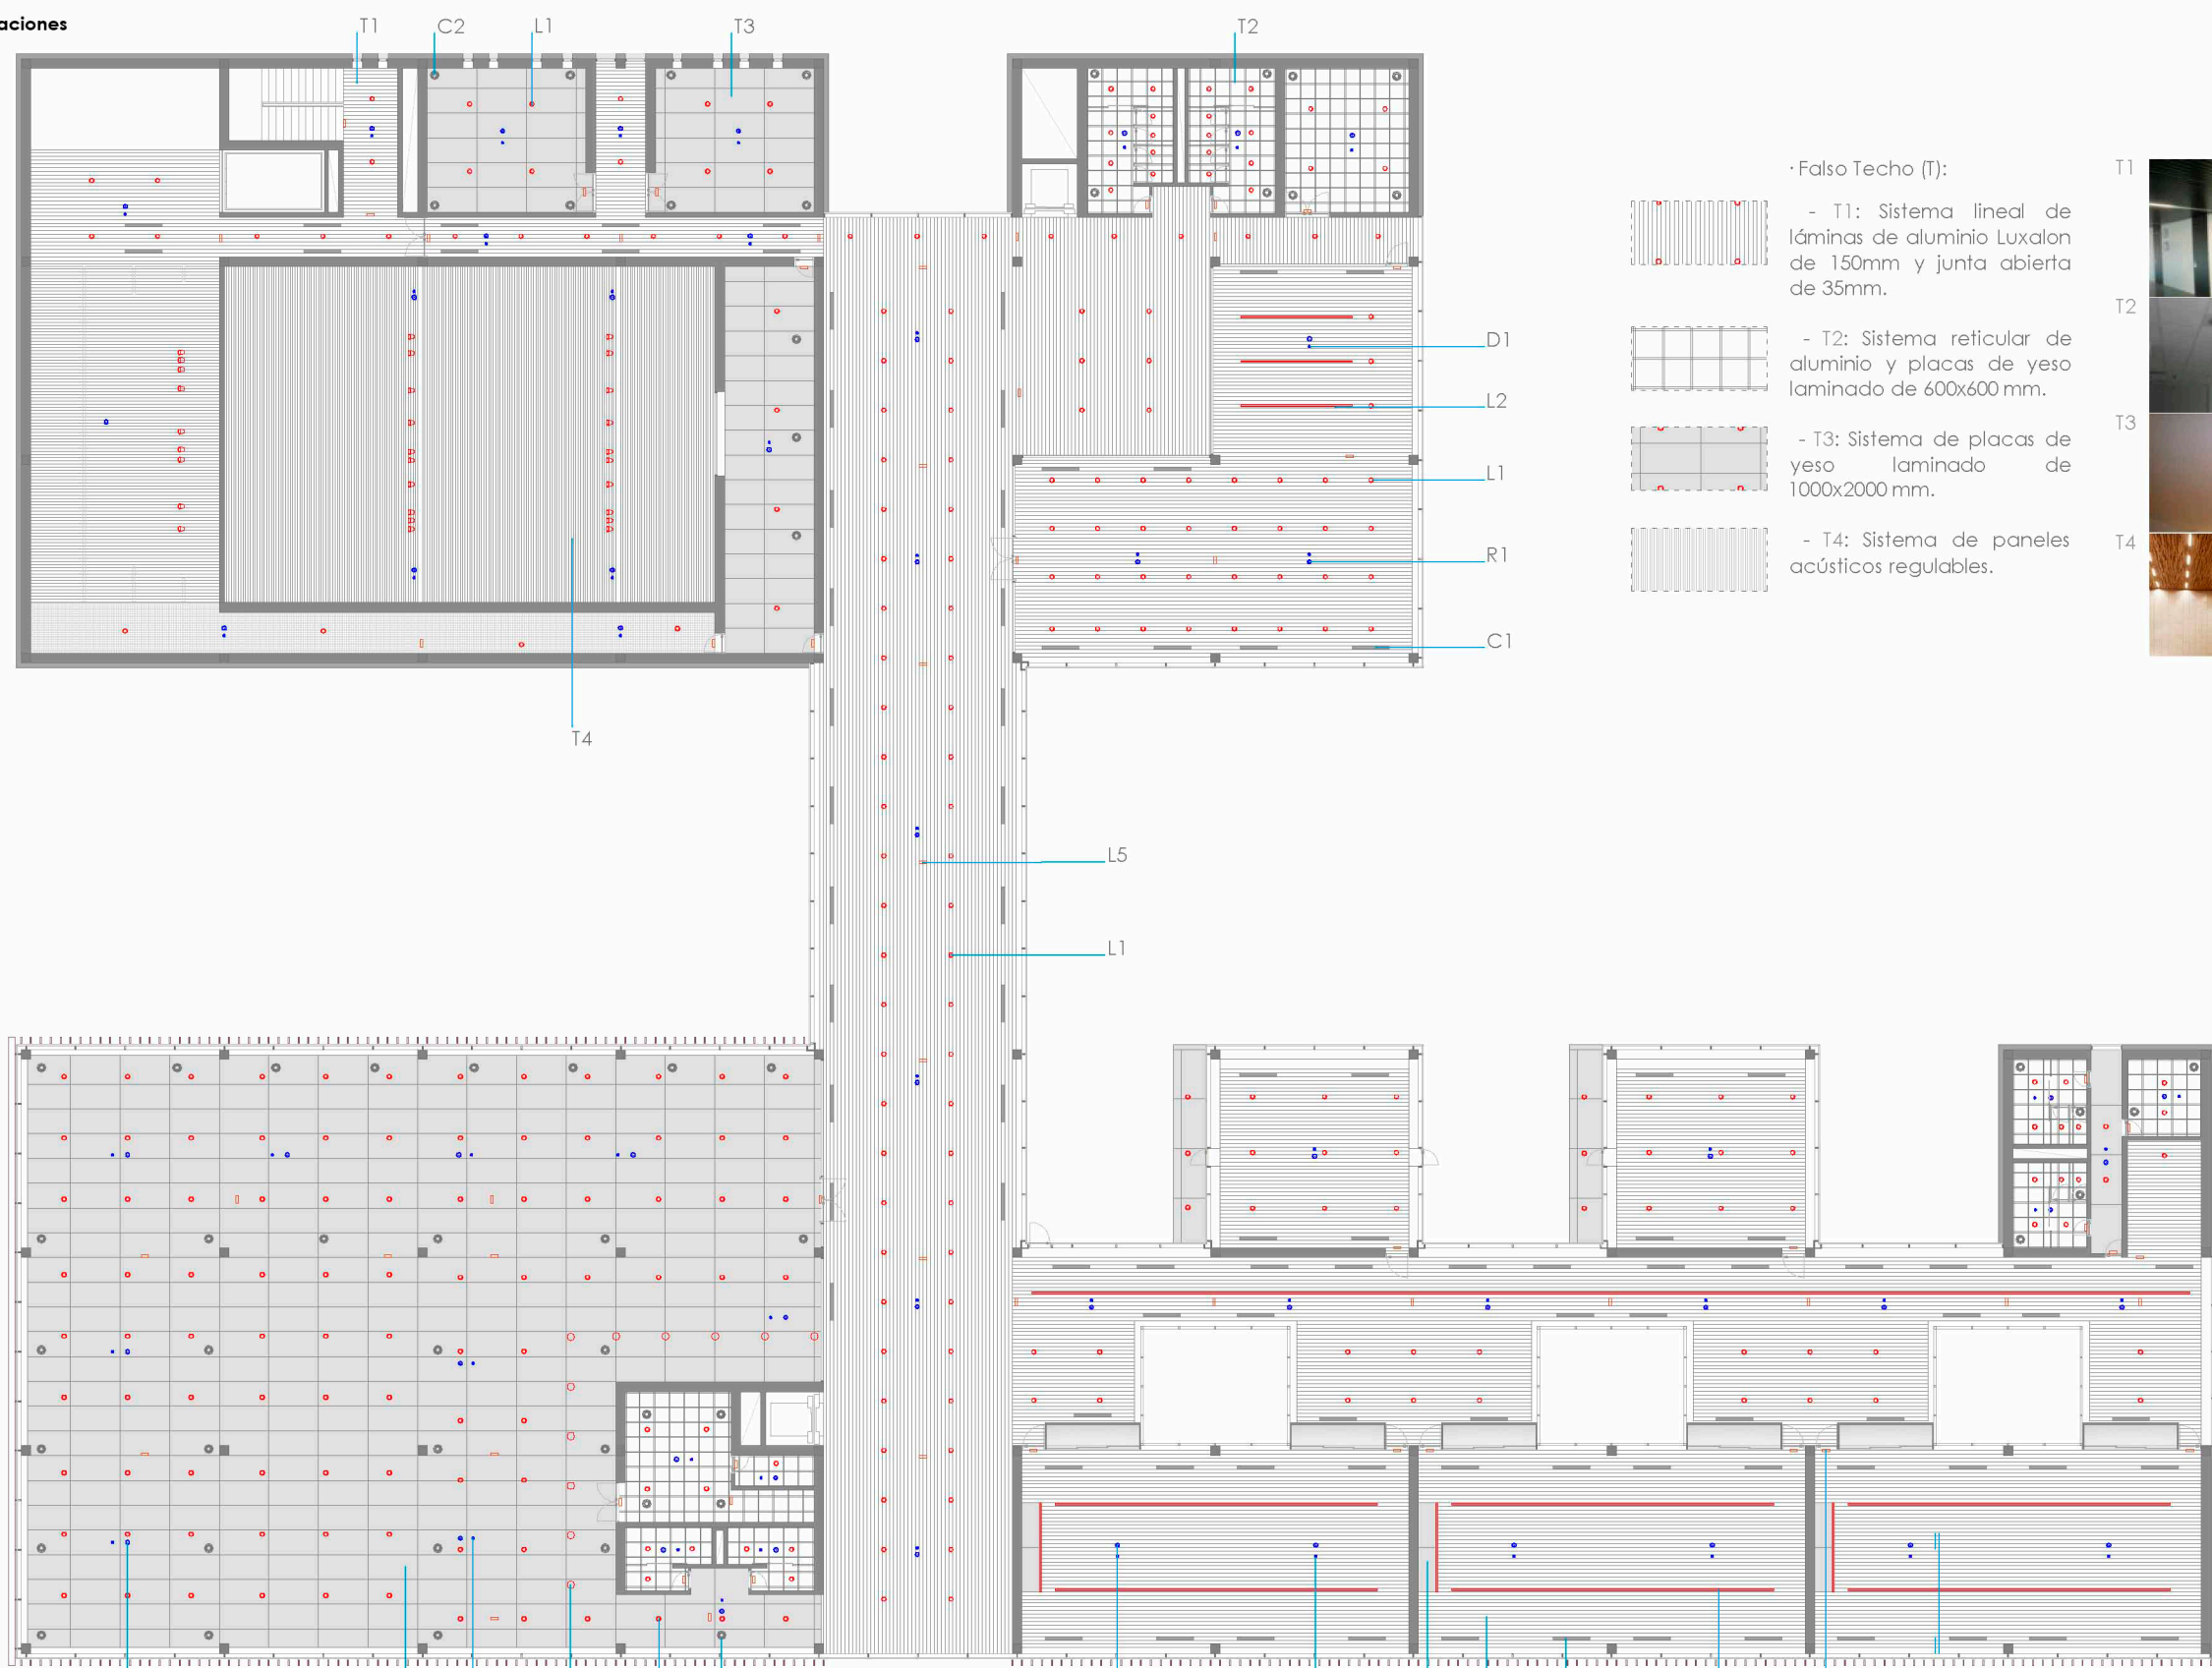 aciones
T1
C2
L1
T3
T2
D1
L2
L1
R1
C1
T4
L5
L1
· Falso Techo (T):
- T1: Sistema lineal de
láminas de aluminio Luxalon
de 150mm y junta abierta
de 35mm.
- T2: Sistema reticular de
aluminio y placas de yeso
laminado de 600x600 mm.
- T3: Sistema de placas de
yeso laminado de
1000x2000 mm.
- T4: Sistema de paneles
acústicos regulables.
T1
T2
T3
T4